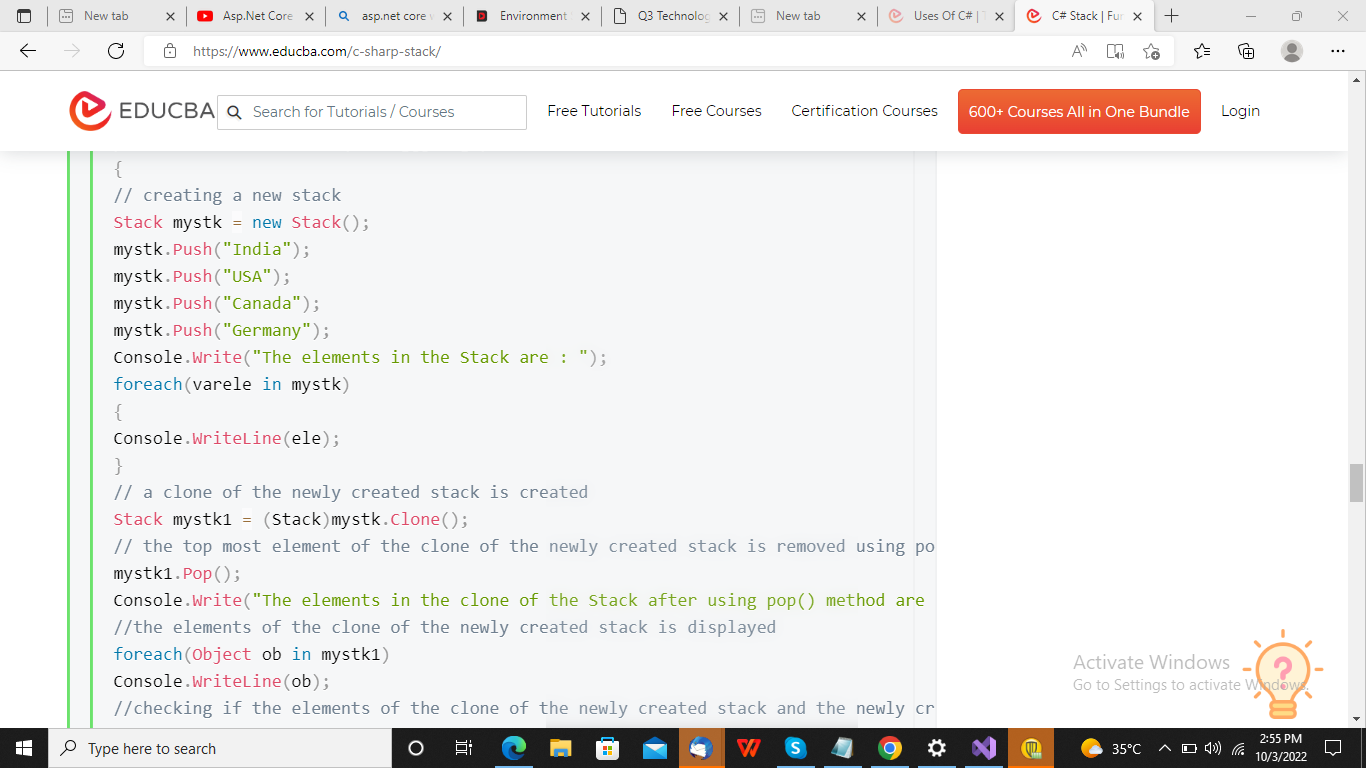 New tab
Asp.Net Core
asp.net core
Environment
Q3 Technolog
New tab
Uses Of C# |
C# Stack | Fur
https://www.educba.com/c-sharp-stack/
EDUCBA
Search for Tutorials / Courses
Free Tutorials
Free Courses
Certification Courses
600+ Courses All in One Bundle
Login
{
// creating a new stack
Stack mystk = new Stack();
mystk.Push("India");
mystk.Push("USA");
mystk.Push("Canada");
mystk.Push("Germany");
Console.Write("The elements in the Stack are : ");
foreach(varele in mystk)
{
Console.WriteLine(ele);
}
// a clone of the newly created stack is created
Stack mystk1 = (Stack)mystk.Clone();
// the top most element of the clone of the newly created stack is removed using po
mystk1.Pop();
Console.Write("The elements in the clone of the Stack after using pop() method are
//the elements of the clone of the newly created stack is displayed
foreach(Object ob in mystk1)
Console.WriteLine(ob);
//checking if the elements of the clone of the newly created stack and the newly cr
Activate Windows
Go to Settings to activate Windows.
Type here to search
35°C
2:55 PM
10/3/2022